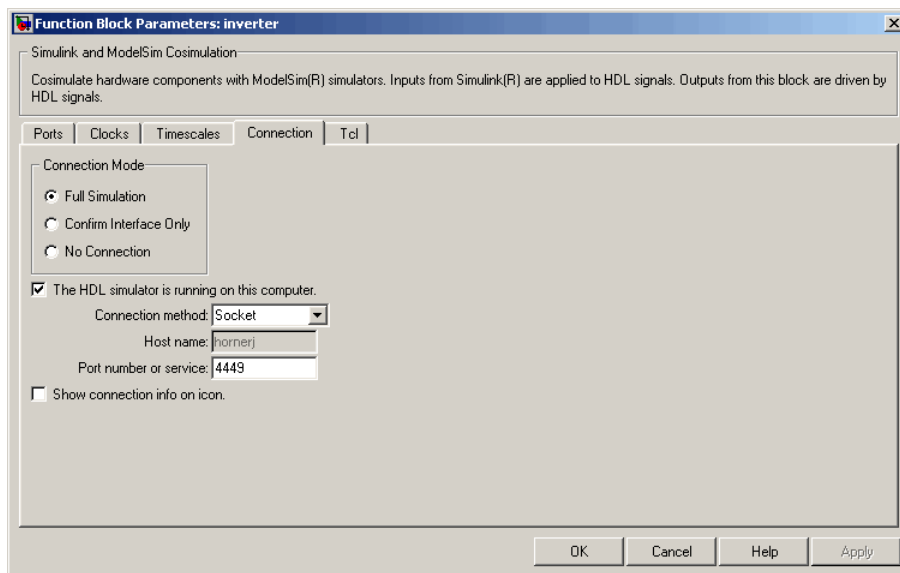 Function Block Parameters: inverter
Simulink and ModelSim Cosimulation
Cosimulate hardware components with ModelSim(R) simulators. Inputs from Simulink(R) are applied to HDL signals. Outputs from this block are driven by
HDL signals.
Ports Clocks Timescales Connection Tcl
Connection Mode
Full Simulation
Confirm Interface Only
No Connection
The HDL simulator is running on this computer.
Connection method: Socket
Host name: hornerj
Port number or service: 4449
Show connection info on icon.
OK Cancel Help Apply